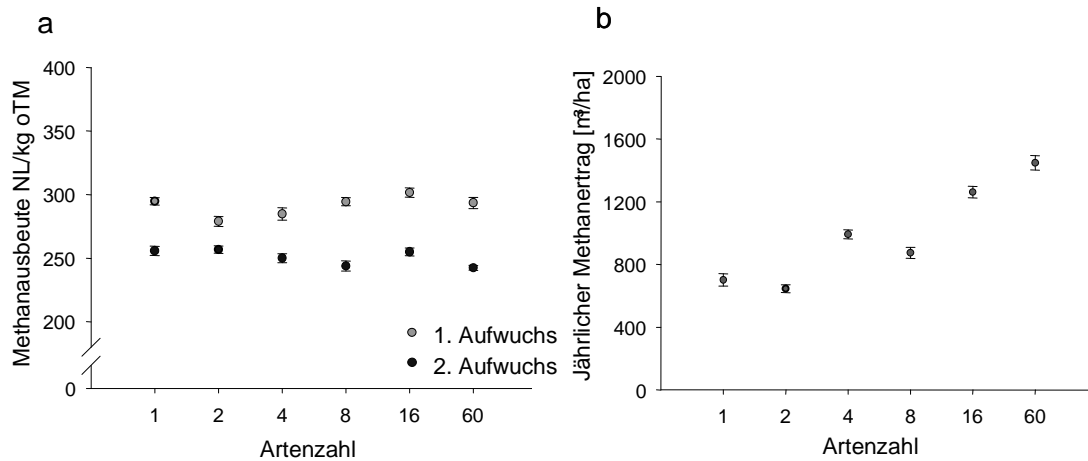 a
Methanausbeute NL/kg oTM
400
350
300
250
200
0
1. Aufwuchs
2. Aufwuchs
1 2 4 8 16 60
Artenzahl
b
Jährlicher Methanertrag [m³/ha]
2000
1600
1200
800
400
0
1 2 4 8 16 60
Artenzahl